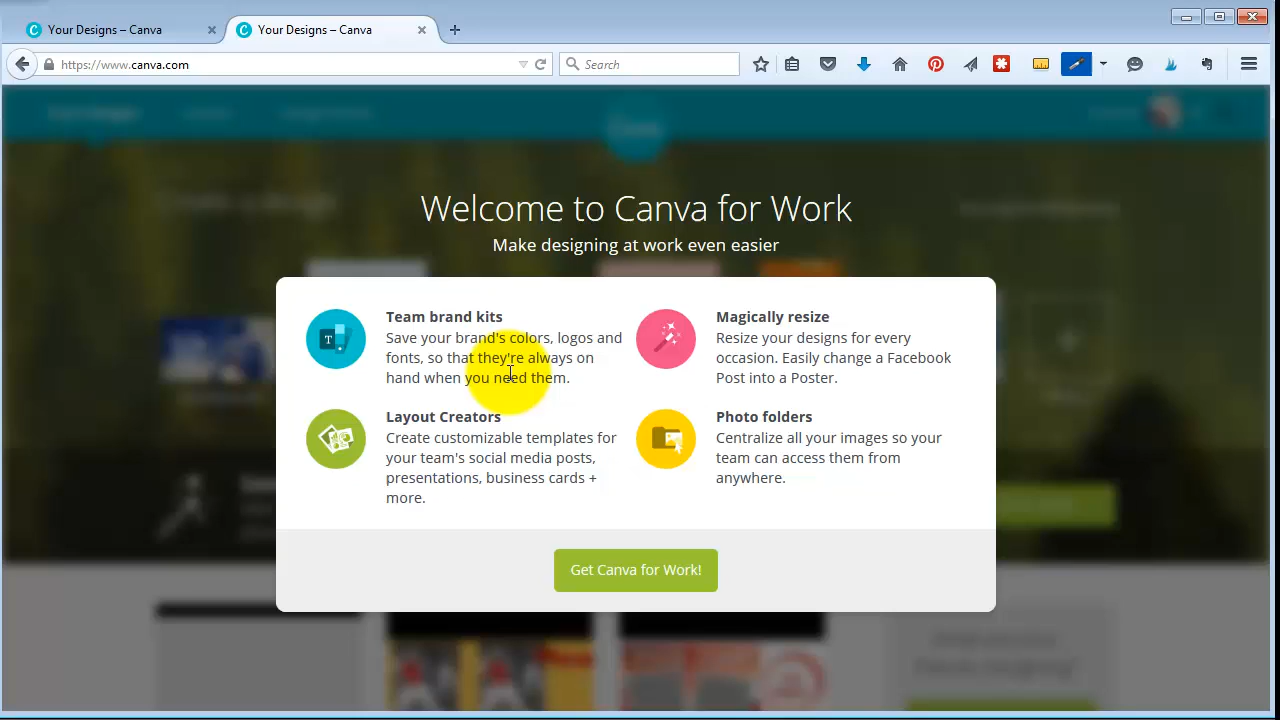 Your Designs – Canva
Your Designs – Canva
https://www.canva.com
Search
Welcome to Canva for Work
Make designing at work even easier
Team brand kits
Save your brand's colors, logos and
fonts, so that they're always on
hand when you need them.
Magically resize
Resize your designs for every
occasion. Easily change a Facebook
Post into a Poster.
Layout Creators
Create customizable templates for
your team's social media posts,
presentations, business cards +
more.
Photo folders
Centralize all your images so your
team can access them from
anywhere.
Get Canva for Work!